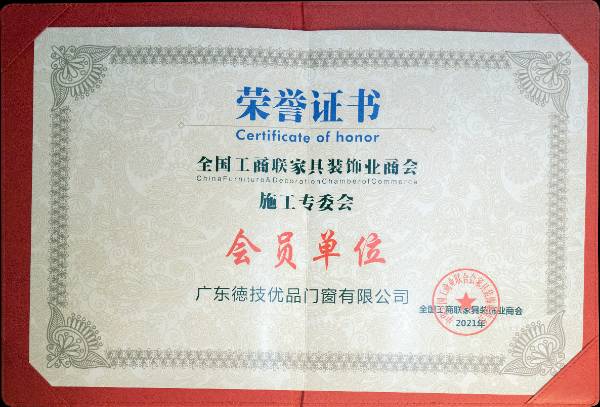 荣誉证书
Certificate of honor
全国工商联家具装饰业商会
ChinaFurniture&DecorationChamberofCommerce
施工专委会
会员单位
广东德技优品门窗有限公司
全国工商联家具装饰业商会
2021年